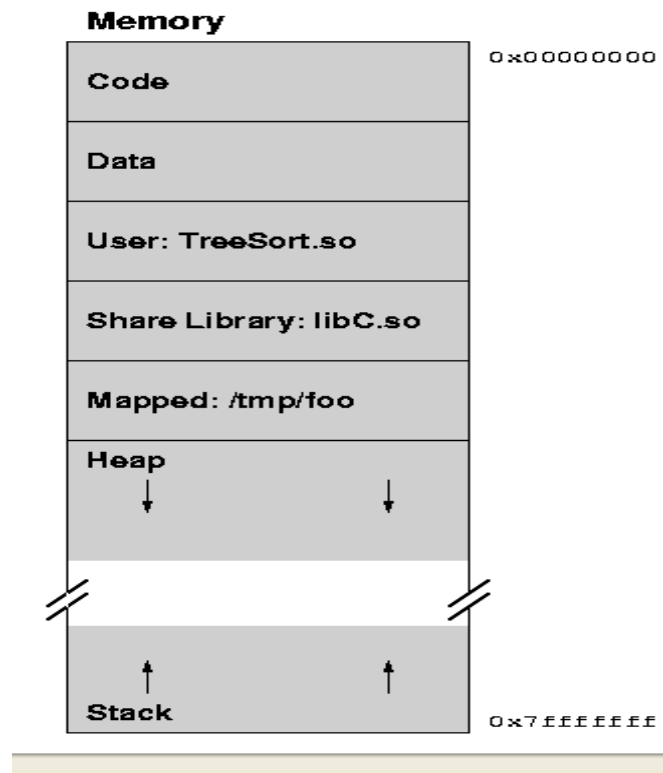 Memory
0x00000000
Code
Data
User: TreeSort.so
Share Library: libC.so
Mapped: /tmp/foo
Heap
Stack
0x7fffffff